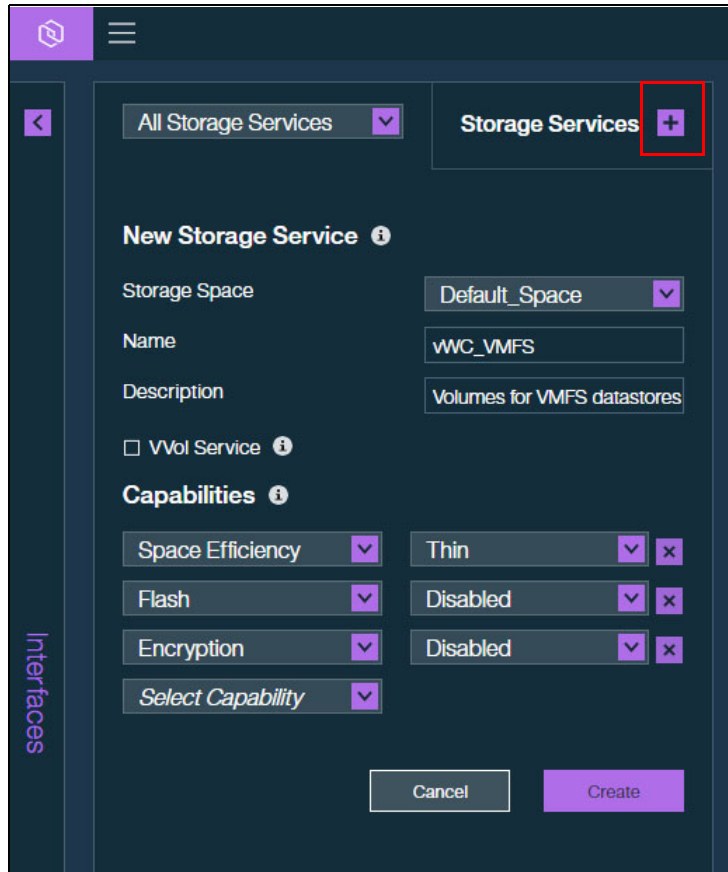 All Storage Services
Storage Services
New Storage Service
Storage Space
Default_Space
Name
vWC_VMFS
Description
Volumes for VMFS datastores
VVol Service
Capabilities
Space Efficiency
Thin
Flash
Disabled
Encryption
Disabled
Select Capability
Cancel
Create
Interfaces